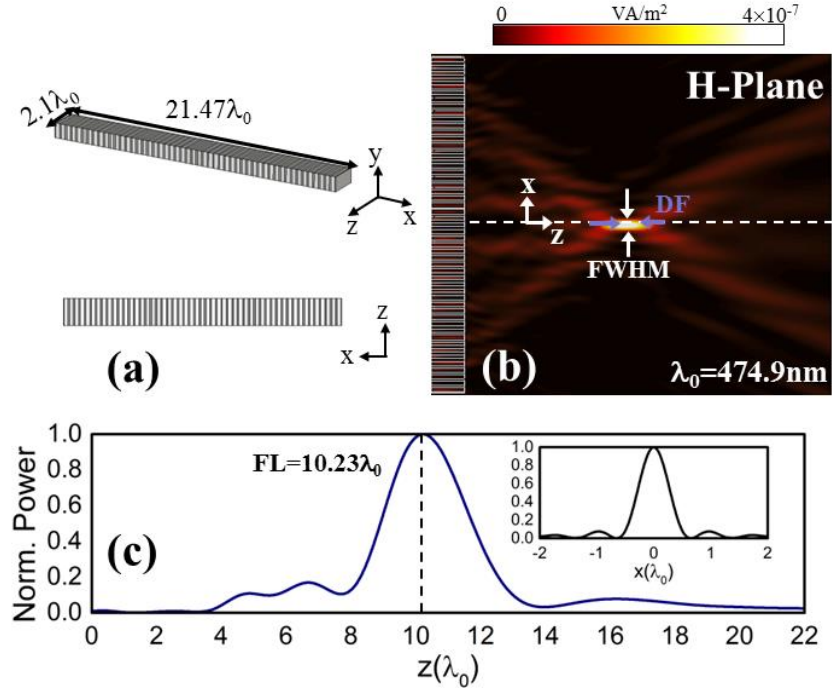 0 VA/m² 4×10⁻⁷
2.1λ₀
21.47λ₀
y
x
z
z
x
(a)
H-Plane
x
z
DF
FWHM
(b)
λ₀=474.9nm
1.0
0.8
0.6
0.4
0.2
0.0
Norm. Power
(c)
FL=10.23λ₀
0 2 4 6 8 10 12 14 16 18 20 22
z(λ₀)
1.0
0.8
0.6
0.4
0.2
0.0
-2 -1 0 1 2
x(λ₀)